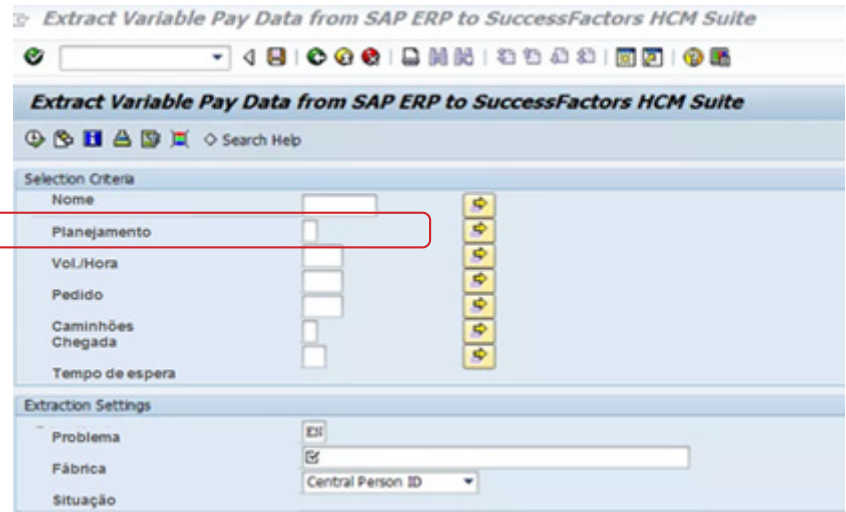 Extract Variable Pay Data from SAP ERP to SuccessFactors HCM Suite
Extract Variable Pay Data from SAP ERP to SuccessFactors HCM Suite
Search Help
Selection Criteria
Nome
Planejamento
Vol./Hora
Pedido
Caminhões
Chegada
Tempo de espera
Extraction Settings
Problema
EN
Fábrica
Central Person ID
Situação